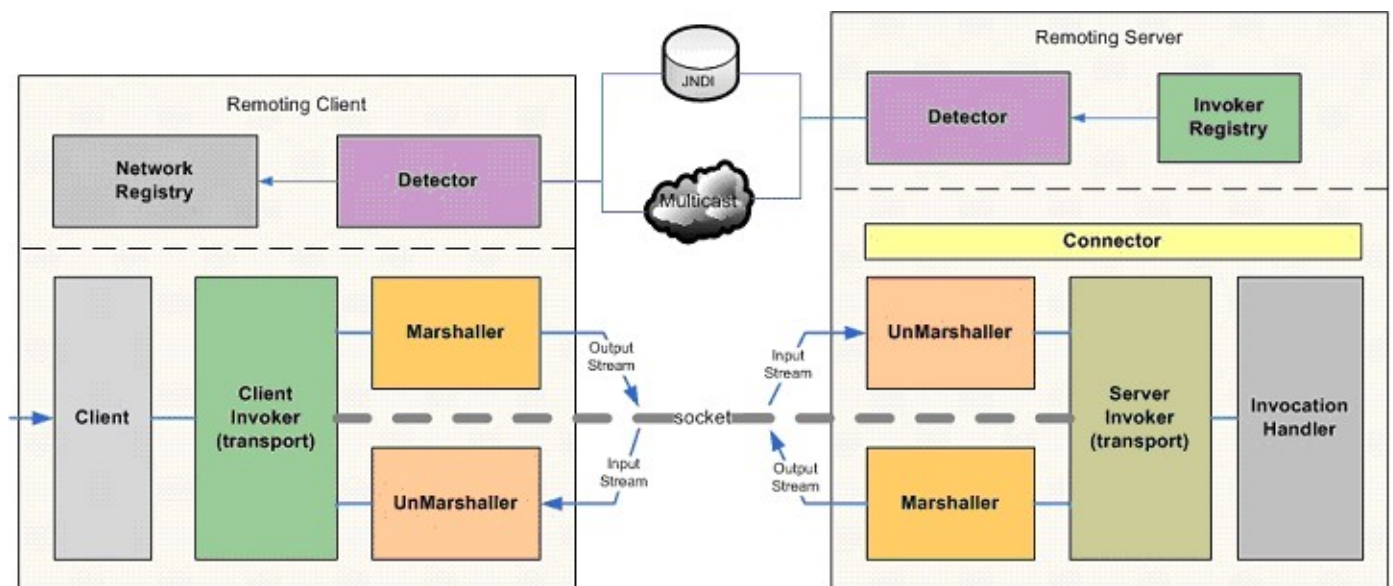 Remoting Client
Network
Registry
Detector
Client
Client
Invoker
(transport)
Marshaller
UnMarshaller
Output
Stream
Input
Stream
JNDI
Multicast
socket
Remoting Server
Detector
Invoker
Registry
Connector
Input
Stream
Output
Stream
UnMarshaller
Marshaller
Server
Invoker
(transport)
Invocation
Handler